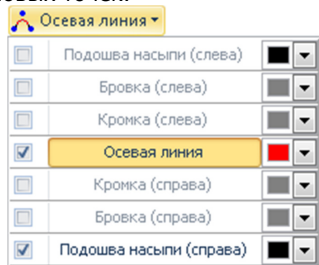 Осевая линия
Подошва насыпи (слева)
Бровка (слева)
Кромка (слева)
Осевая линия
Кромка (справа)
Бровка (справа)
Подошва насыпи (справа)